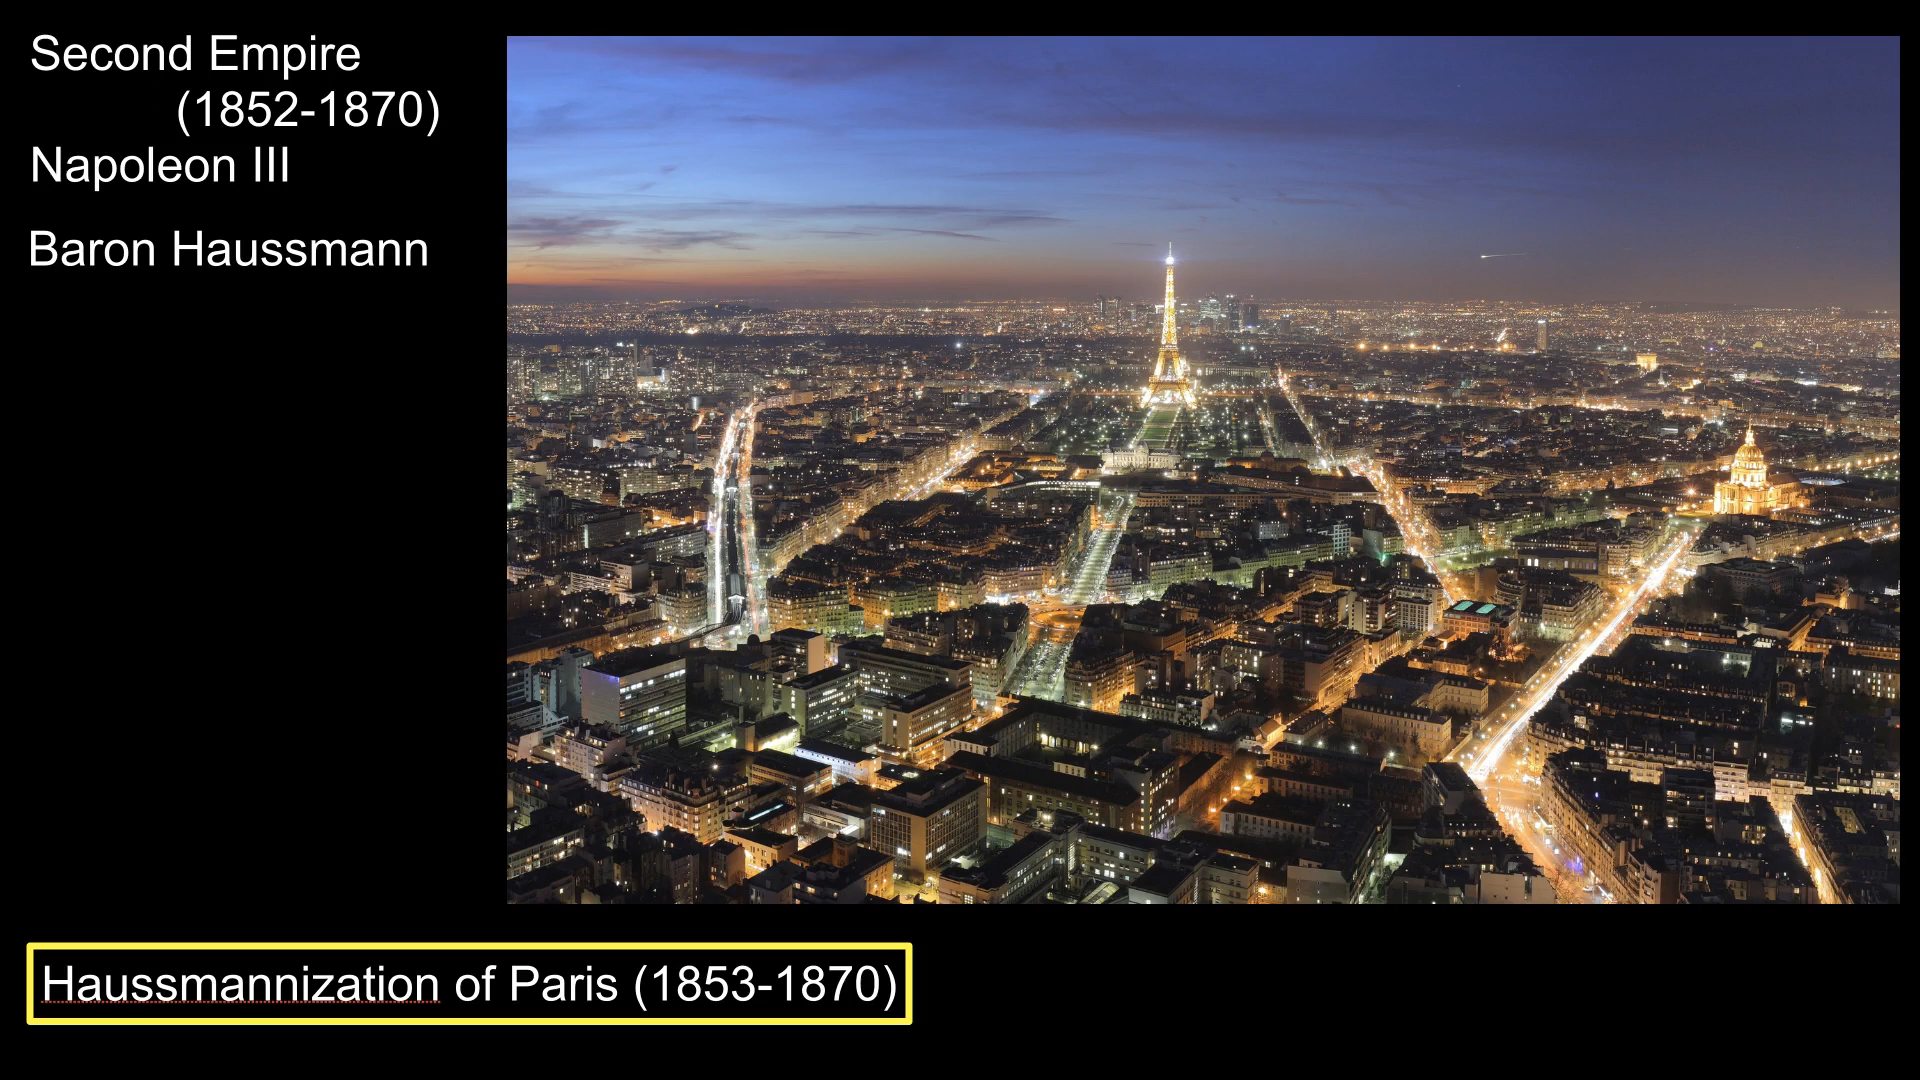 Second Empire
(1852-1870)
Napoleon III
Baron Haussmann
Haussmannization of Paris (1853-1870)